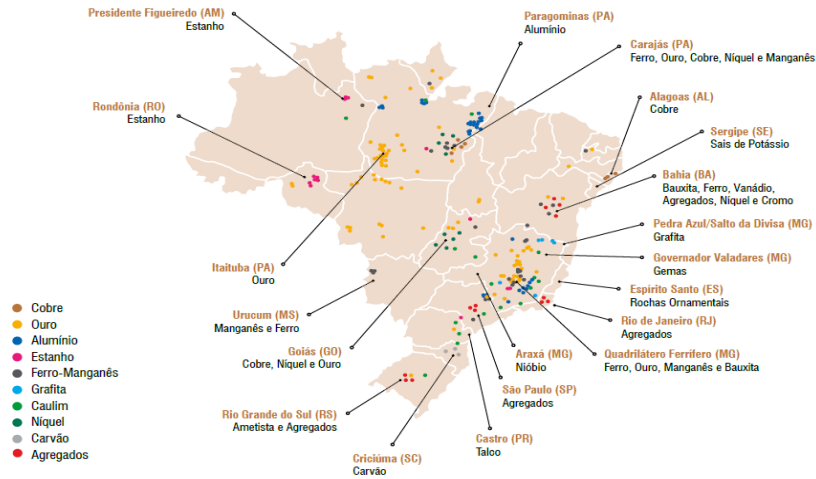 Presidente Figueiredo (AM)
Estanho
Paragominas (PA)
Alumínio
Carajás (PA)
Ferro, Ouro, Cobre, Níquel e Manganês
Rondônia (RO)
Estanho
Alagoas (AL)
Cobre
Sergipe (SE)
Sais de Potássio
Bahia (BA)
Bauxita, Ferro, Vanádio,
Agregados, Níquel e Cromo
Pedra Azul/Salto da Divisa (MG)
Grafita
Governador Valadares (MG)
Gemas
Espírito Santo (ES)
Rochas Ornamentais
Rio de Janeiro (RJ)
Agregados
Quadrilátero Ferrífero (MG)
Ferro, Ouro, Manganês e Bauxita
Itaituba (PA)
Ouro
Urucum (MS)
Manganês e Ferro
Goiás (GO)
Cobre, Níquel e Ouro
Araxá (MG)
Nióbio
São Paulo (SP)
Agregados
Rio Grande do Sul (RS)
Ametista e Agregados
Castro (PR)
Taloo
Criciúma (SC)
Carvão
Cobre
Ouro
Alumínio
Estanho
Ferro-Manganês
Grafita
Caulim
Níquel
Carvão
Agregados